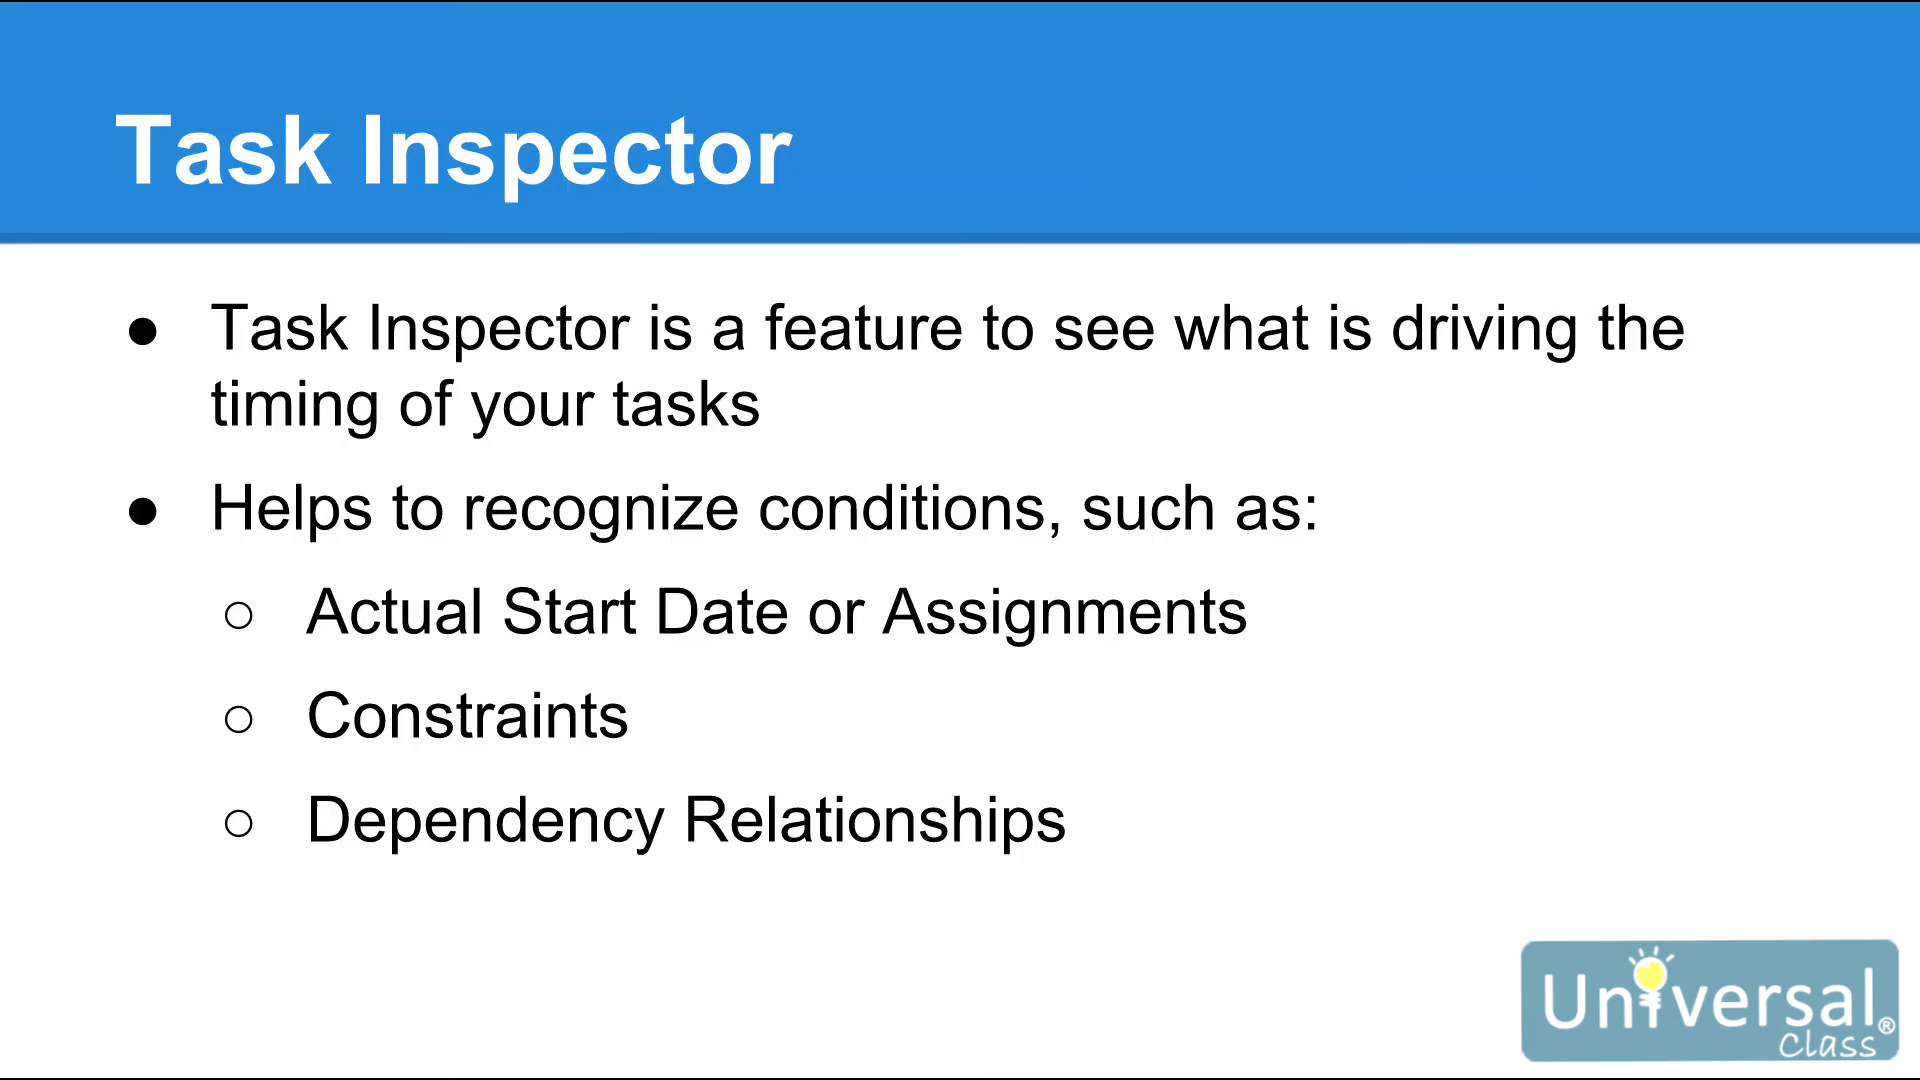 Task Inspector
● Task Inspector is a feature to see what is driving the
timing of your tasks
● Helps to recognize conditions, such as:
○ Actual Start Date or Assignments
○ Constraints
○ Dependency Relationships
Universal®
Class